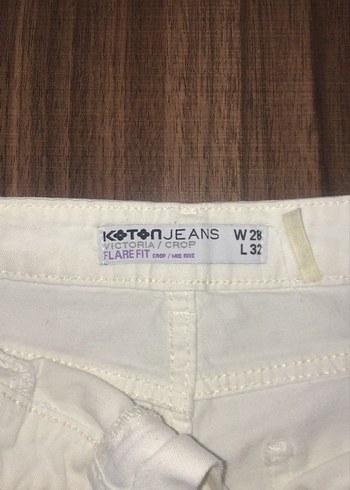 KOTON JEANS W 28
VICTORIA / CROP L 32
FLARE FIT CROP / MID RISE